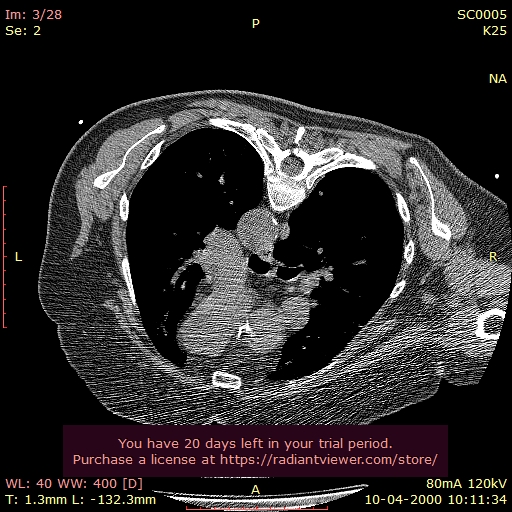 Im: 3/28
Se: 2
P
SC0005
K25
NA
L
R
You have 20 days left in your trial period.
Purchase a license at https://radiantviewer.com/store/
WL: 40 WW: 400 [D]
T: 1.3mm L: -132.3mm
A
80mA 120kV
10-04-2000 10:11:34